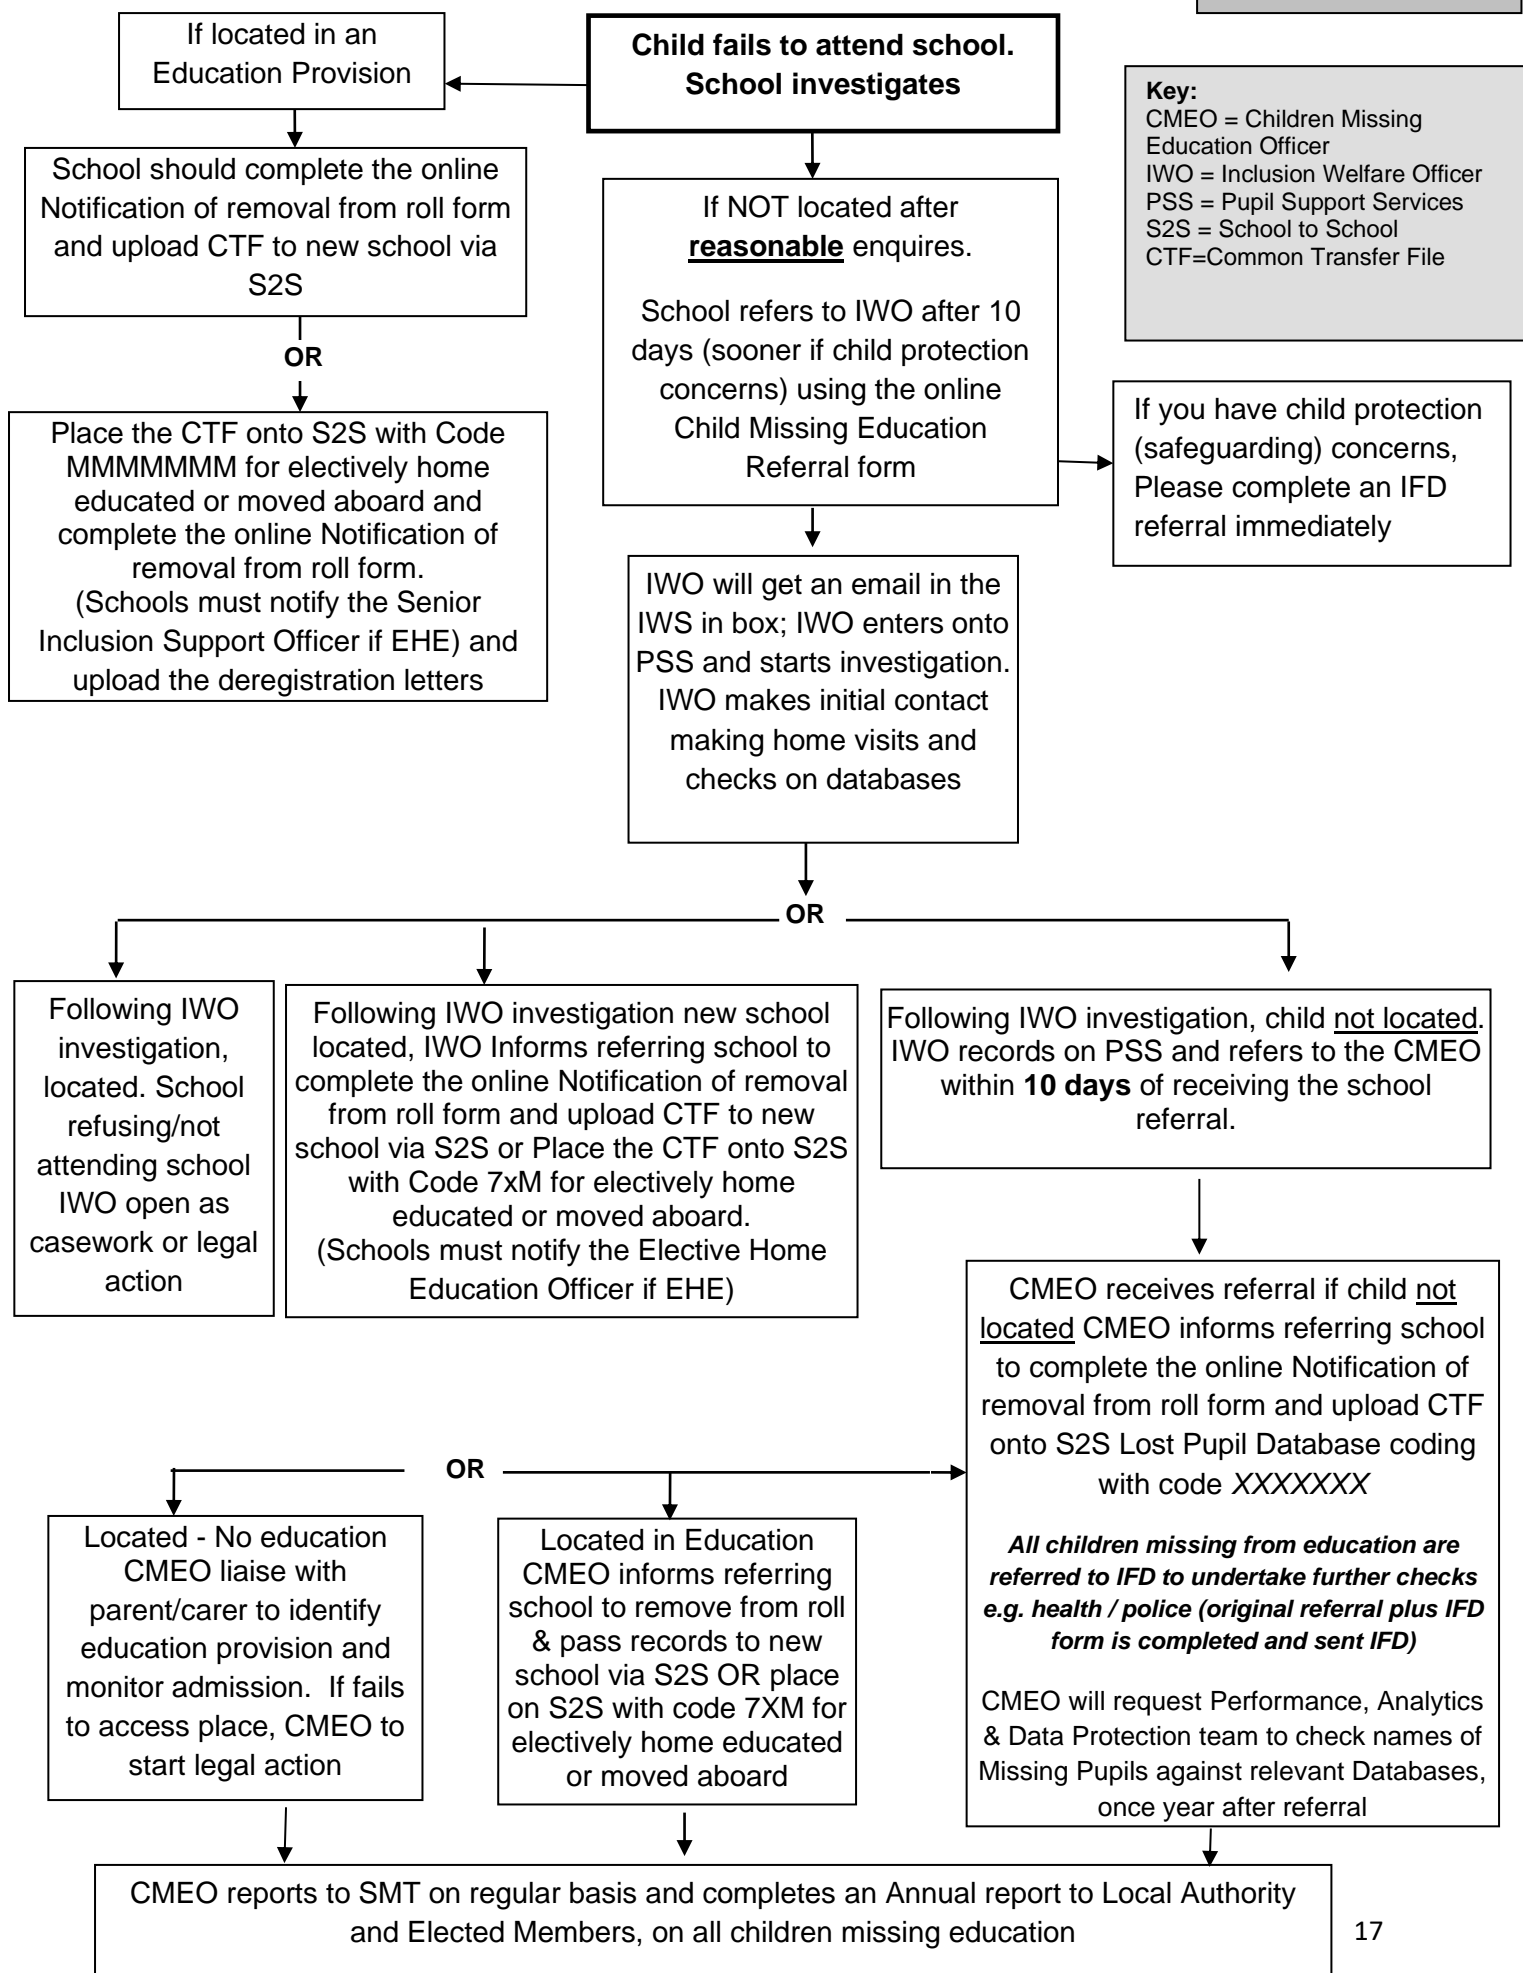 If located in an
Education Provision
Child fails to attend school.
School investigates
Key:
CMEO = Children Missing
Education Officer
IWO = Inclusion Welfare Officer
PSS = Pupil Support Services
S2S = School to School
CTF=Common Transfer File
School should complete the online
Notification of removal from roll form
and upload CTF to new school via
S2S
OR
Place the CTF onto S2S with Code
MMMMMMM for electively home
educated or moved aboard and
complete the online Notification of
removal from roll form.
(Schools must notify the Senior
Inclusion Support Officer if EHE) and
upload the deregistration letters
If NOT located after
reasonable enquires.
School refers to IWO after 10
days (sooner if child protection
concerns) using the online
Child Missing Education
Referral form
If you have child protection
(safeguarding) concerns,
Please complete an IFD
referral immediately
IWO will get an email in the
IWS in box; IWO enters onto
PSS and starts investigation.
IWO makes initial contact
making home visits and
checks on databases
OR
Following IWO
investigation,
located. School
refusing/not
attending school
IWO open as
casework or legal
action
Following IWO investigation new school
located, IWO Informs referring school to
complete the online Notification of removal
from roll form and upload CTF to new
school via S2S or Place the CTF onto S2S
with Code 7xM for electively home
educated or moved aboard.
(Schools must notify the Elective Home
Education Officer if EHE)
Following IWO investigation, child not located.
IWO records on PSS and refers to the CMEO
within 10 days of receiving the school
referral.
CMEO receives referral if child not
located CMEO informs referring school
to complete the online Notification of
removal from roll form and upload CTF
onto S2S Lost Pupil Database coding
with code XXXXXXX
All children missing from education are
referred to IFD to undertake further checks
e.g. health / police (original referral plus IFD
form is completed and sent IFD)
CMEO will request Performance, Analytics
& Data Protection team to check names of
Missing Pupils against relevant Databases,
once year after referral
OR
Located - No education
CMEO liaise with
parent/carer to identify
education provision and
monitor admission. If fails
to access place, CMEO to
start legal action
Located in Education
CMEO informs referring
school to remove from roll
& pass records to new
school via S2S OR place
on S2S with code 7XM for
electively home educated
or moved aboard
CMEO reports to SMT on regular basis and completes an Annual report to Local Authority
and Elected Members, on all children missing education
17